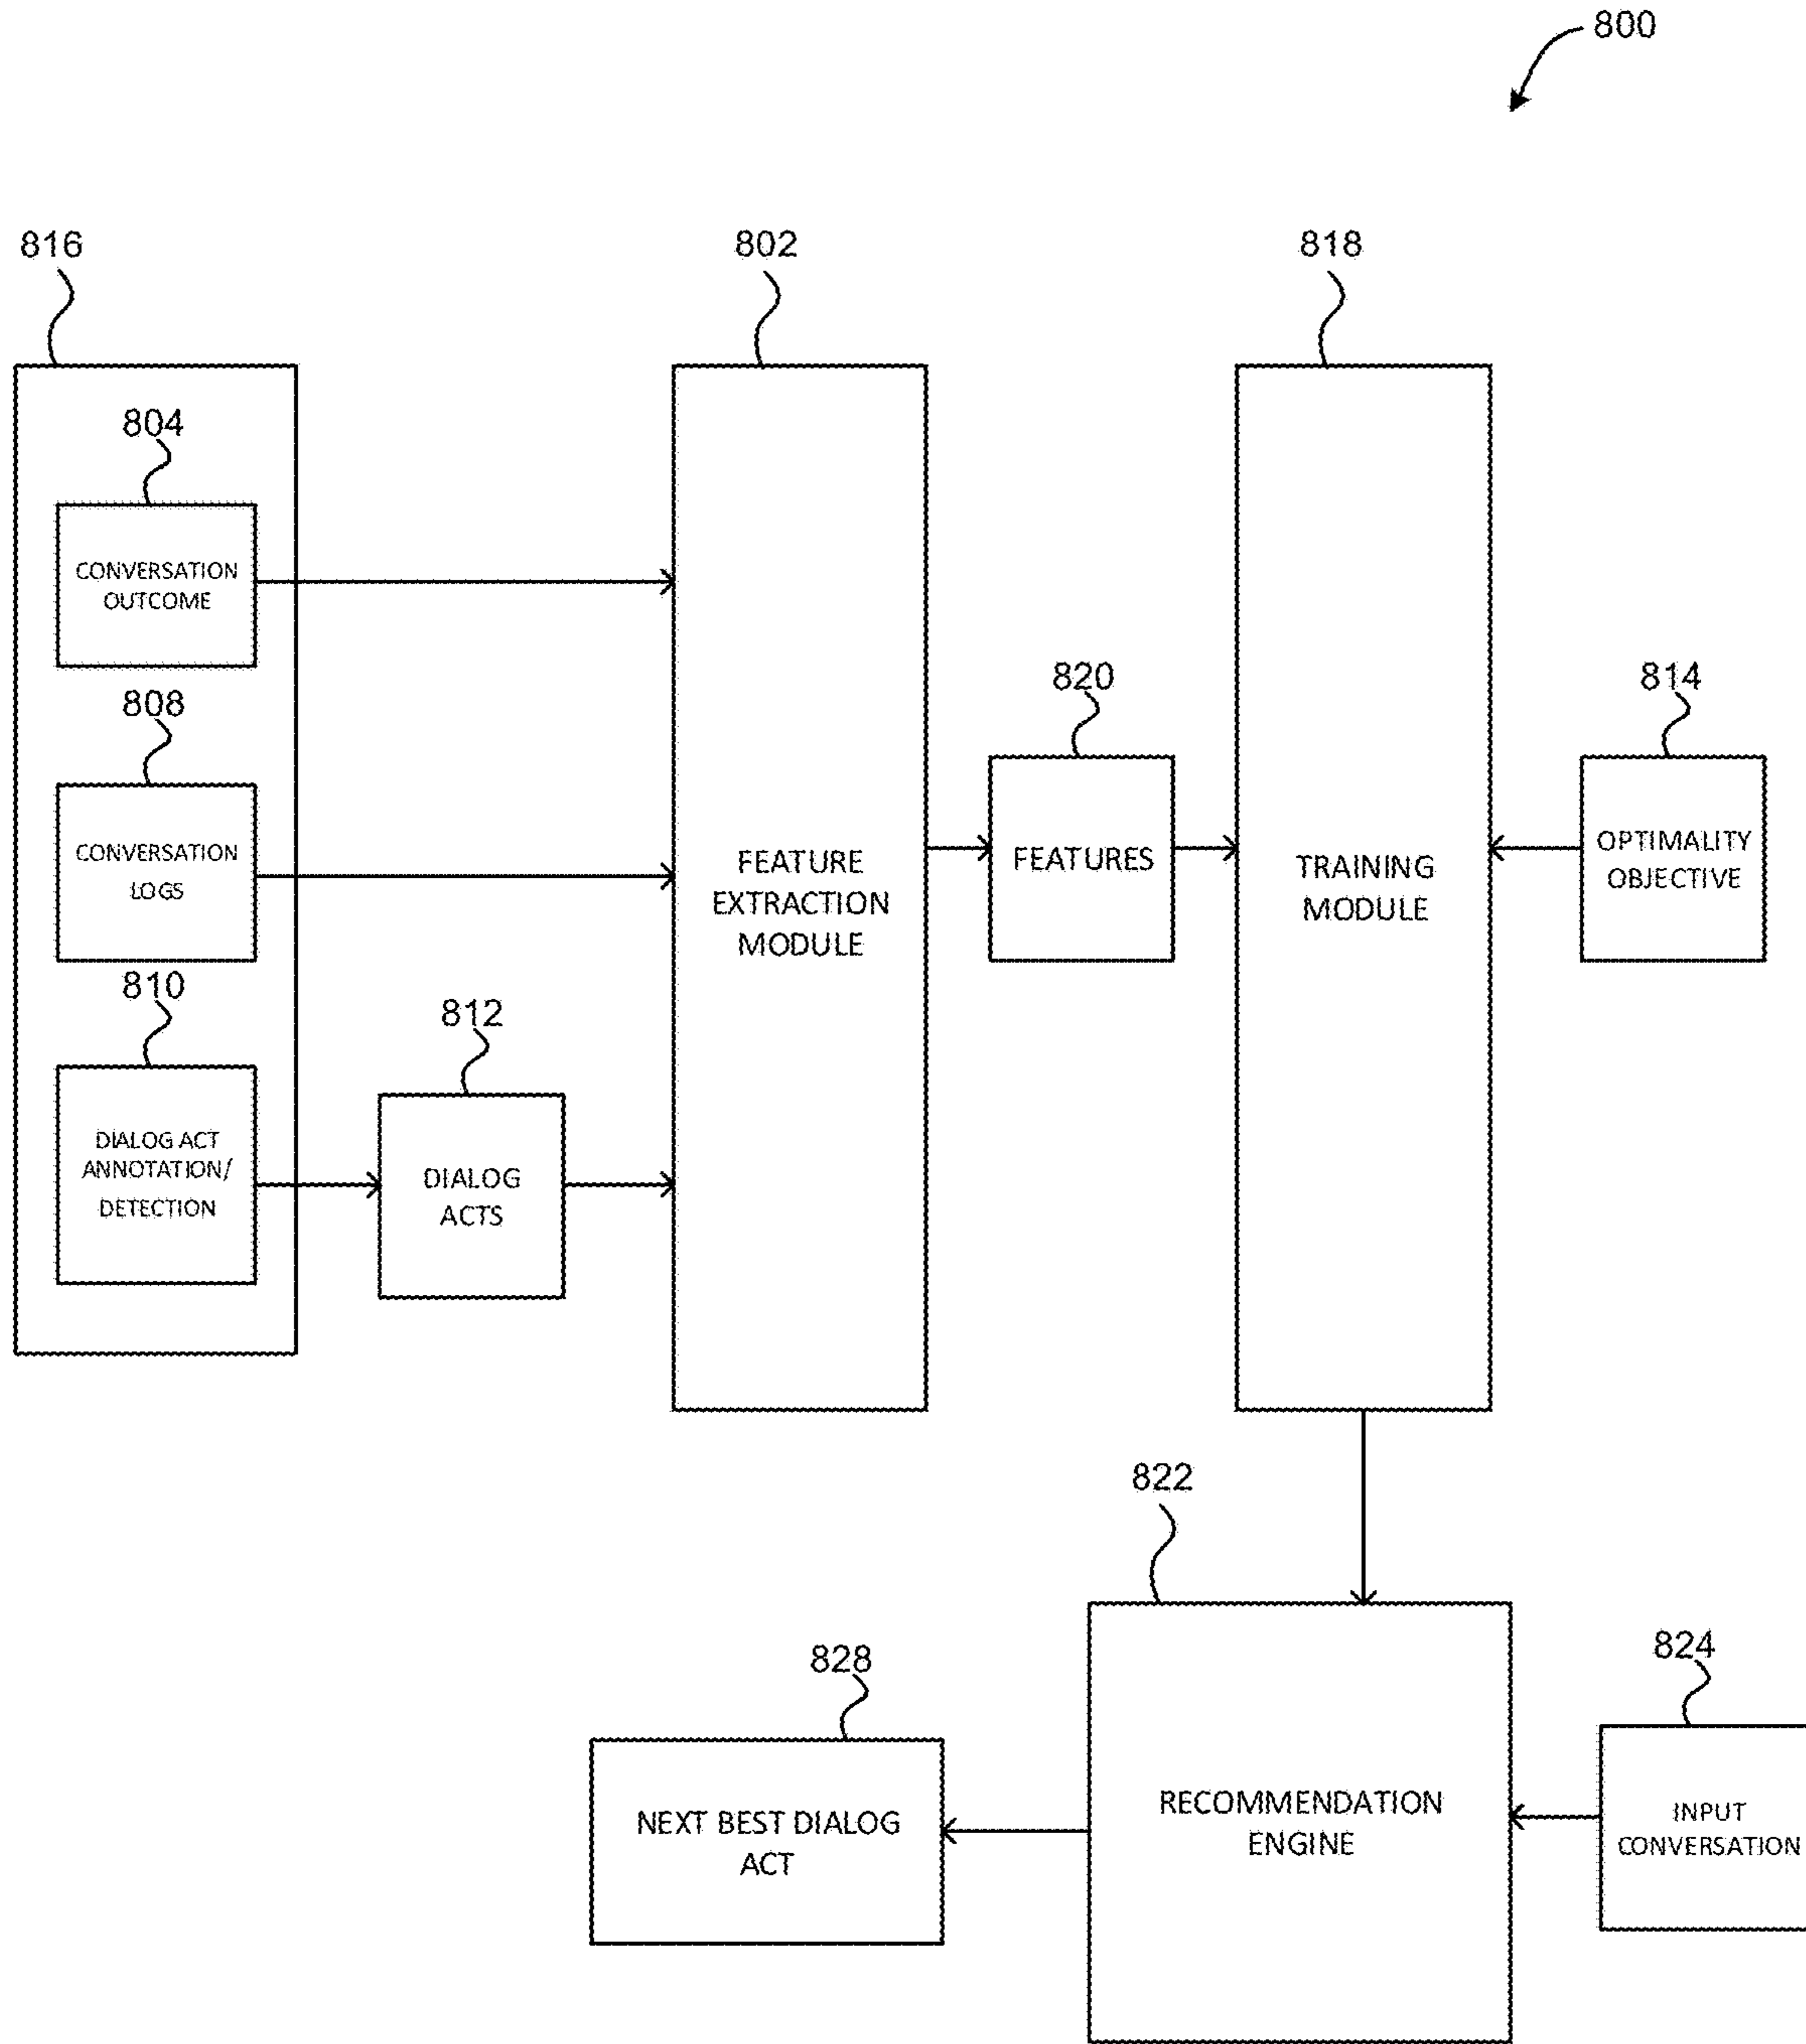 800
816
802
818
804
CONVERSATION
OUTCOME
808
CONVERSATION
LOGS
810
DIALOG ACT
ANNOTATION/
DETECTION
812
DIALOG
ACTS
FEATURE
EXTRACTION
MODULE
820
FEATURES
TRAINING
MODULE
814
OPTIMALITY
OBJECTIVE
822
RECOMMENDATION
ENGINE
824
INPUT
CONVERSATION
828
NEXT BEST DIALOG
ACT